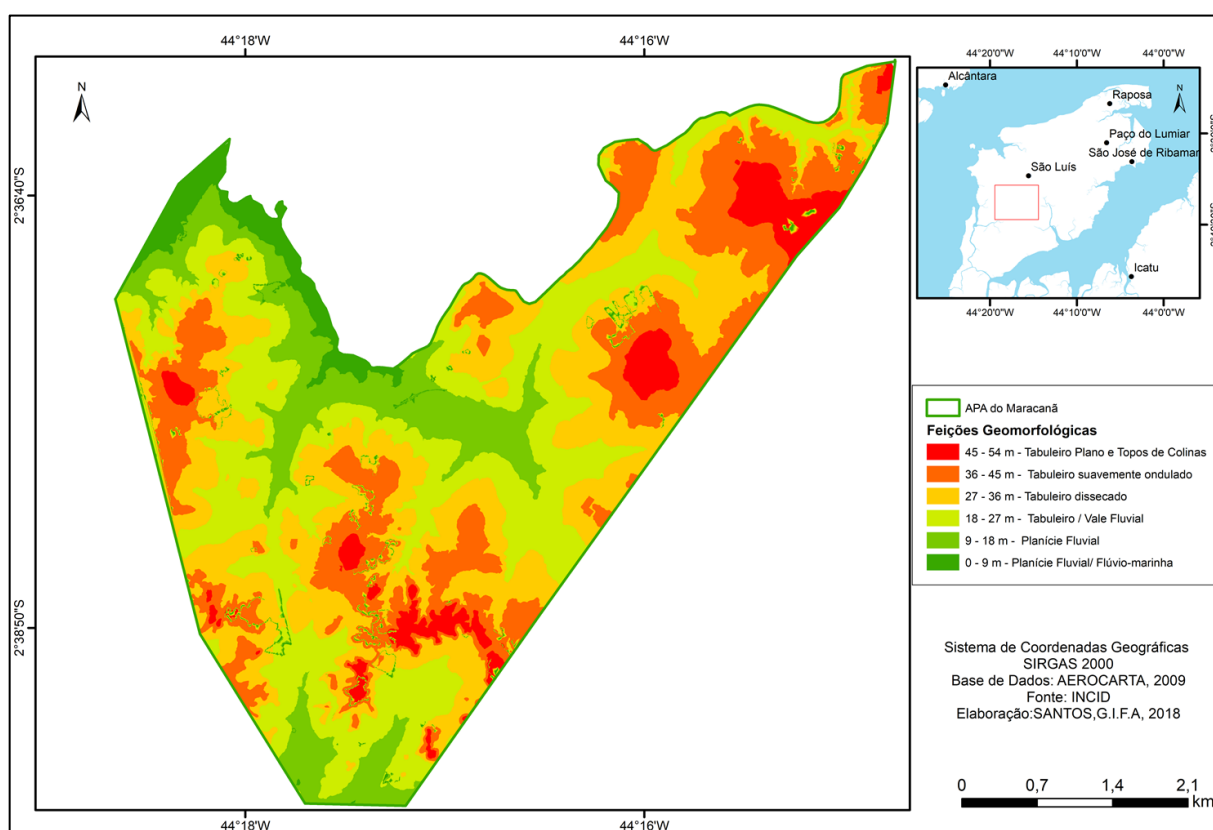 44°18'W
44°16'W
N
2°36'40"S
2°38'50"S
44°18'W
44°16'W
44°20'0"W
44°10'0"W
44°0'0"W
Alcântara
N
Raposa
Paço do Lumiar
São José de Ribamar
São Luís
Icatu
44°20'0"W
44°10'0"W
44°0'0"W
APA do Maracanã
Feições Geomorfológicas
45 - 54 m - Tabuleiro Plano e Topos de Colinas
36 - 45 m - Tabuleiro suavemente ondulado
27 - 36 m - Tabuleiro dissecado
18 - 27 m - Tabuleiro / Vale Fluvial
9 - 18 m - Planície Fluvial
0 - 9 m - Planície Fluvial/ Flúvio-marinha
Sistema de Coordenadas Geográficas
SIRGAS 2000
Base de Dados: AEROCARTA, 2009
Fonte: INCID
Elaboração:SANTOS,G.I.F.A, 2018
0 0,7 1,4 2,1
km